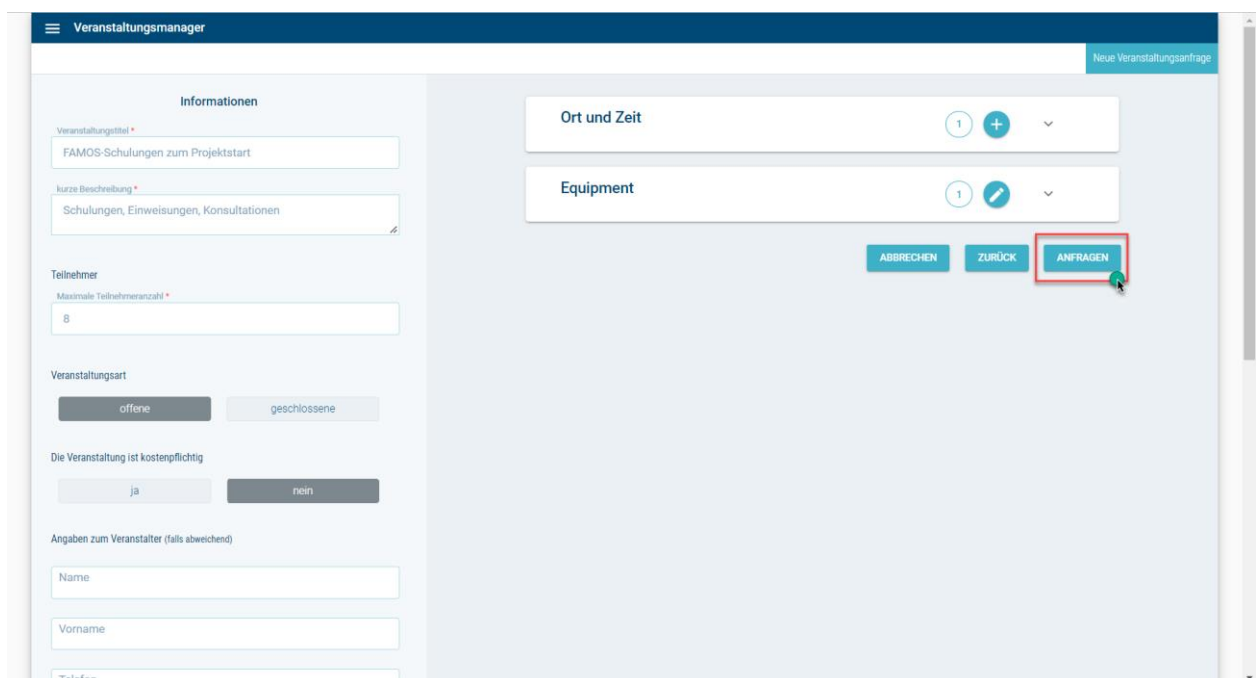 Veranstaltungsmanager
Neue Veranstaltungsanfrage
Informationen
Veranstaltungstitel *
FAMOS-Schulungen zum Projektstart
kurze Beschreibung *
Schulungen, Einweisungen, Konsultationen
Teilnehmer
Maximale Teilnehmeranzahl *
8
Veranstaltungsart
offene geschlossene
Die Veranstaltung ist kostenpflichtig
ja nein
Angaben zum Veranstalter (falls abweichend)
Name
Vorname
Ort und Zeit 1
Equipment 1
ABBRECHEN ZURÜCK ANFRAGEN